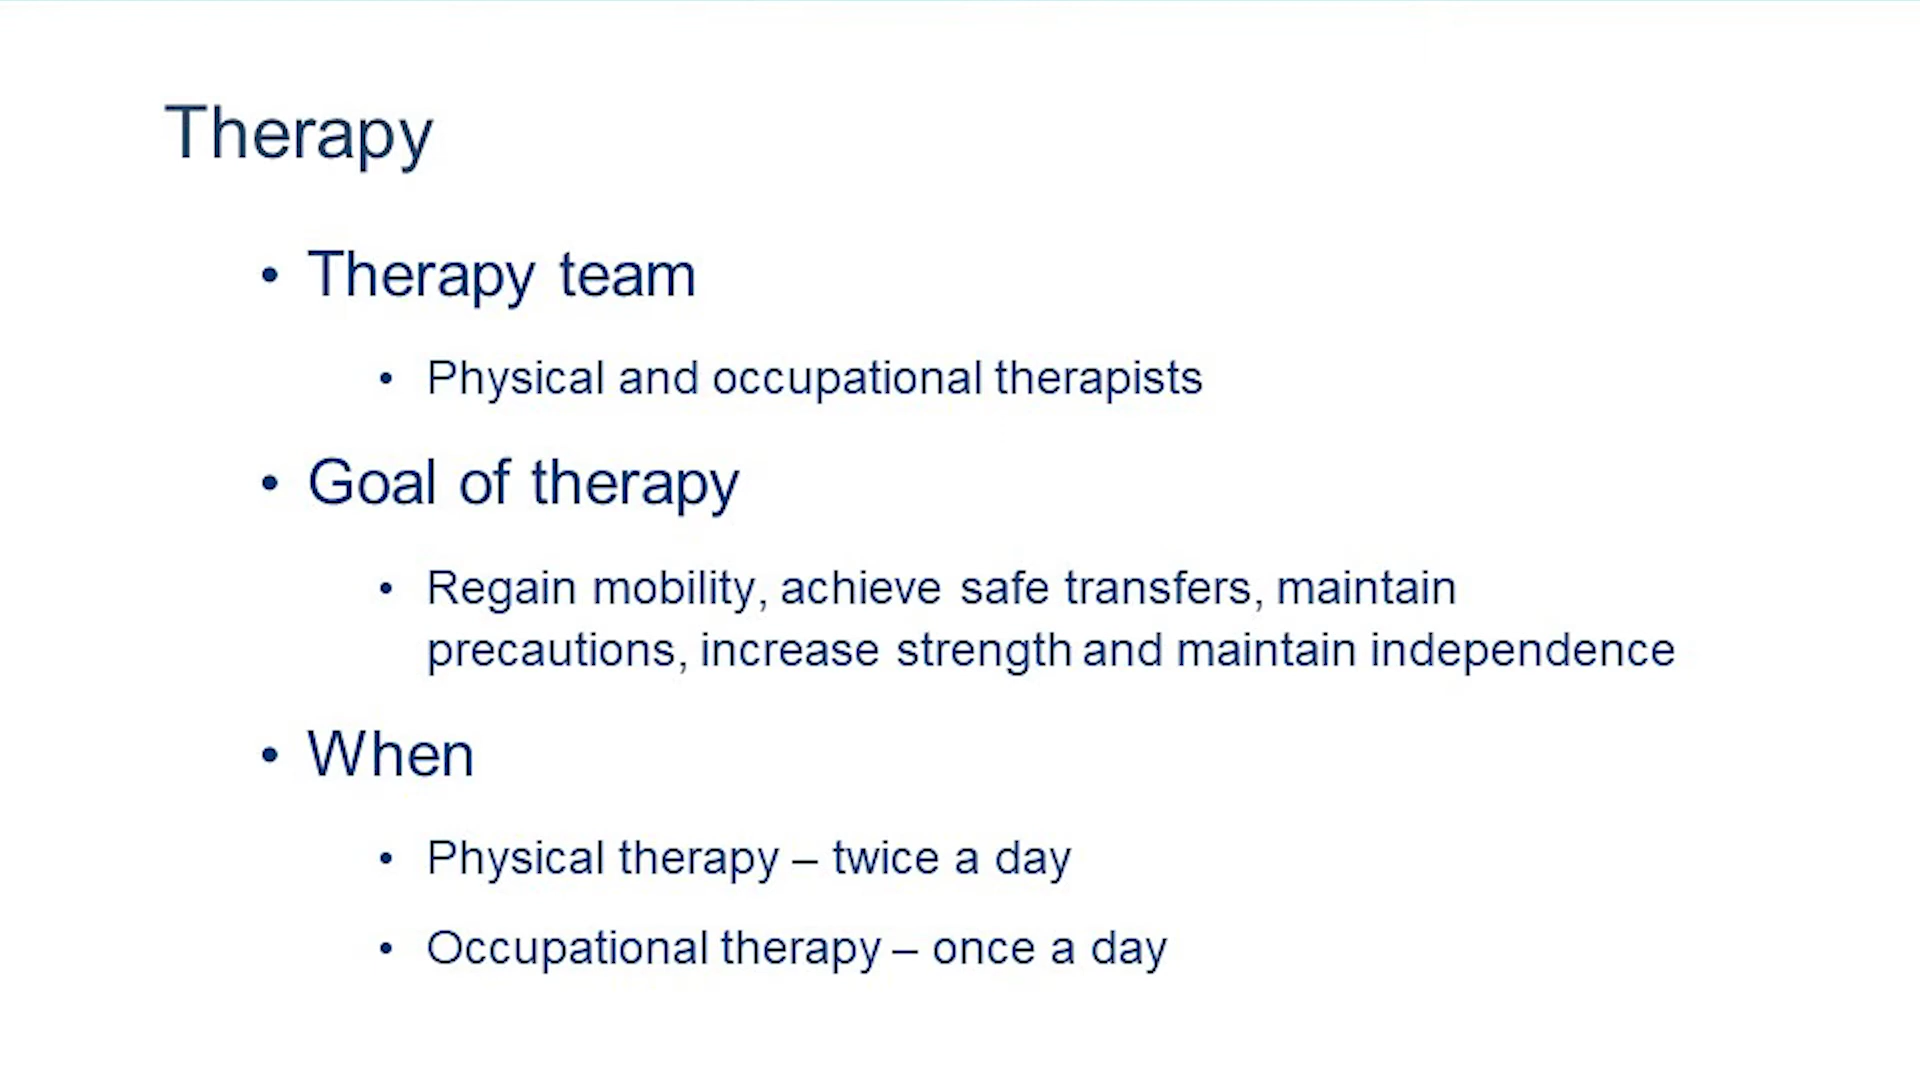 Therapy
• Therapy team
• Physical and occupational therapists
• Goal of therapy
• Regain mobility, achieve safe transfers, maintain
precautions, increase strength and maintain independence
• When
• Physical therapy – twice a day
• Occupational therapy – once a day